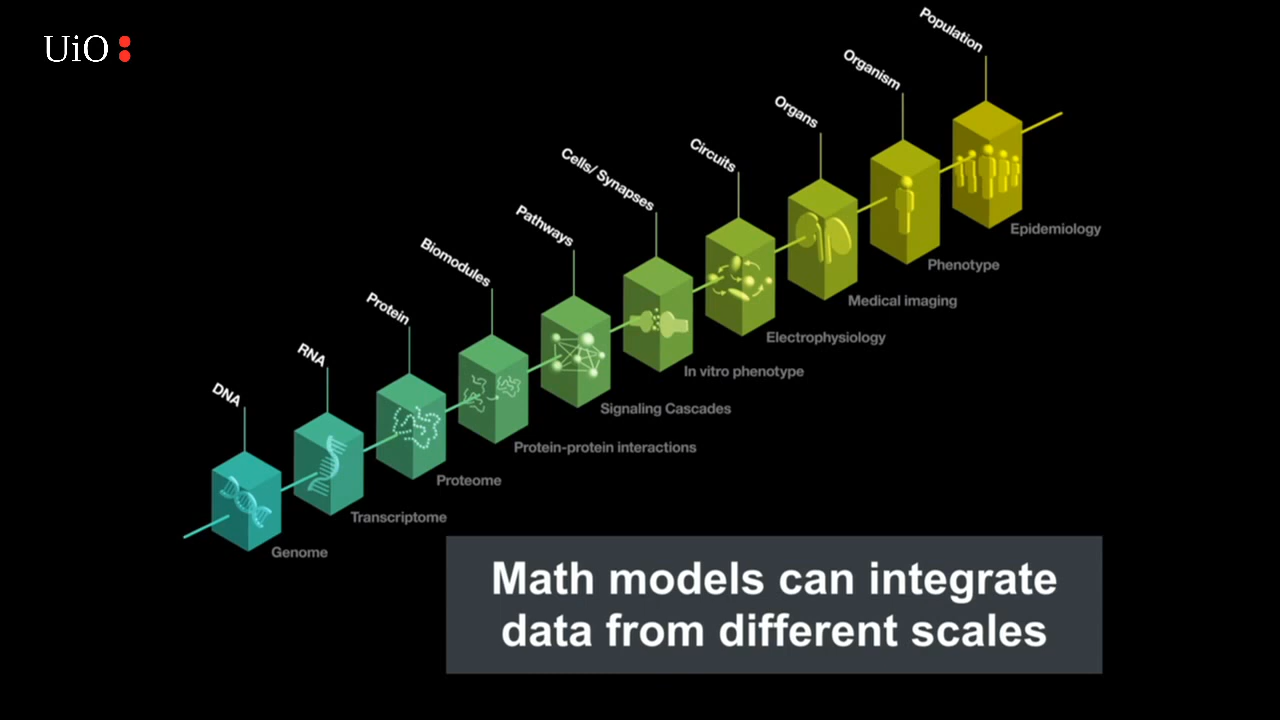 UiO:
Population
Organism
Organs
Circuits
Cells/ Synapses
Pathways
Biomodules
Protein
RNA
DNA
Epidemiology
Phenotype
Medical imaging
Electrophysiology
In vitro phenotype
Signaling Cascades
Protein-protein interactions
Proteome
Transcriptome
Genome
Math models can integrate
data from different scales